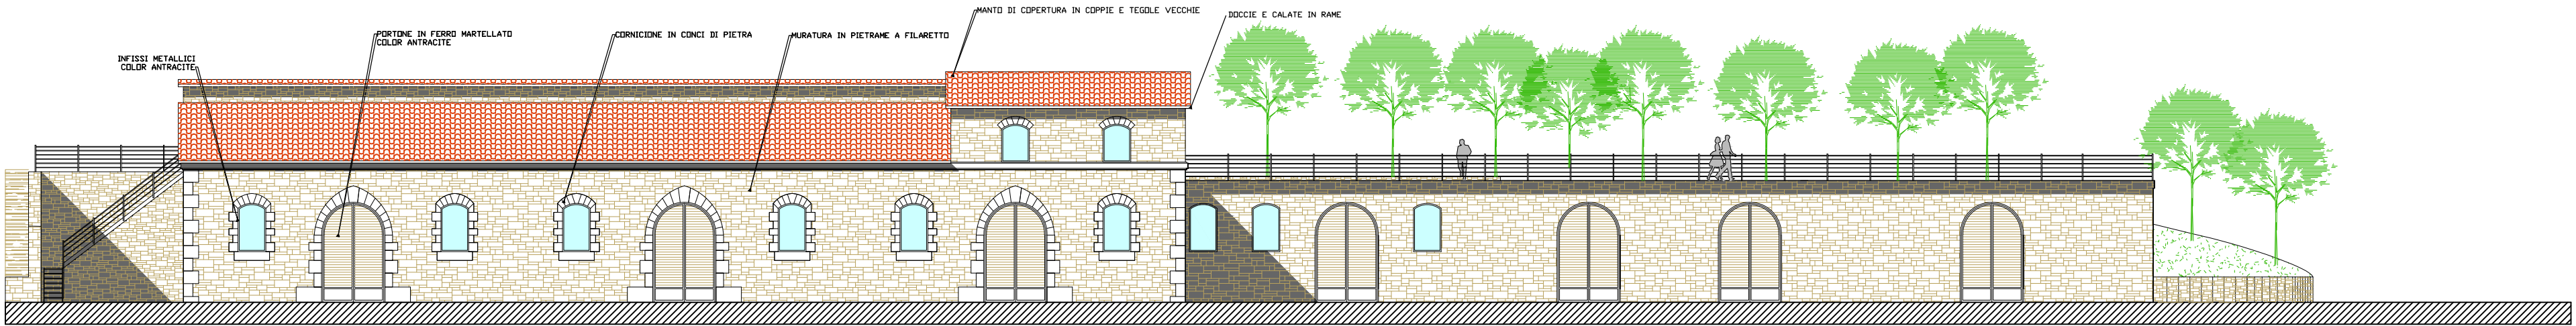 INFISSI METALLICI
COLOR ANTRACITE
PORTONE IN FERRO MARTELLATO
COLOR ANTRACITE
CORNICIONE IN CONCI DI PIETRA
MURATURA IN PIETRAME A FILARETTO
MANTO DI COPERTURA IN COPPIE E TEGOLE VECCHIE
DOCCIE E CALATE IN RAME